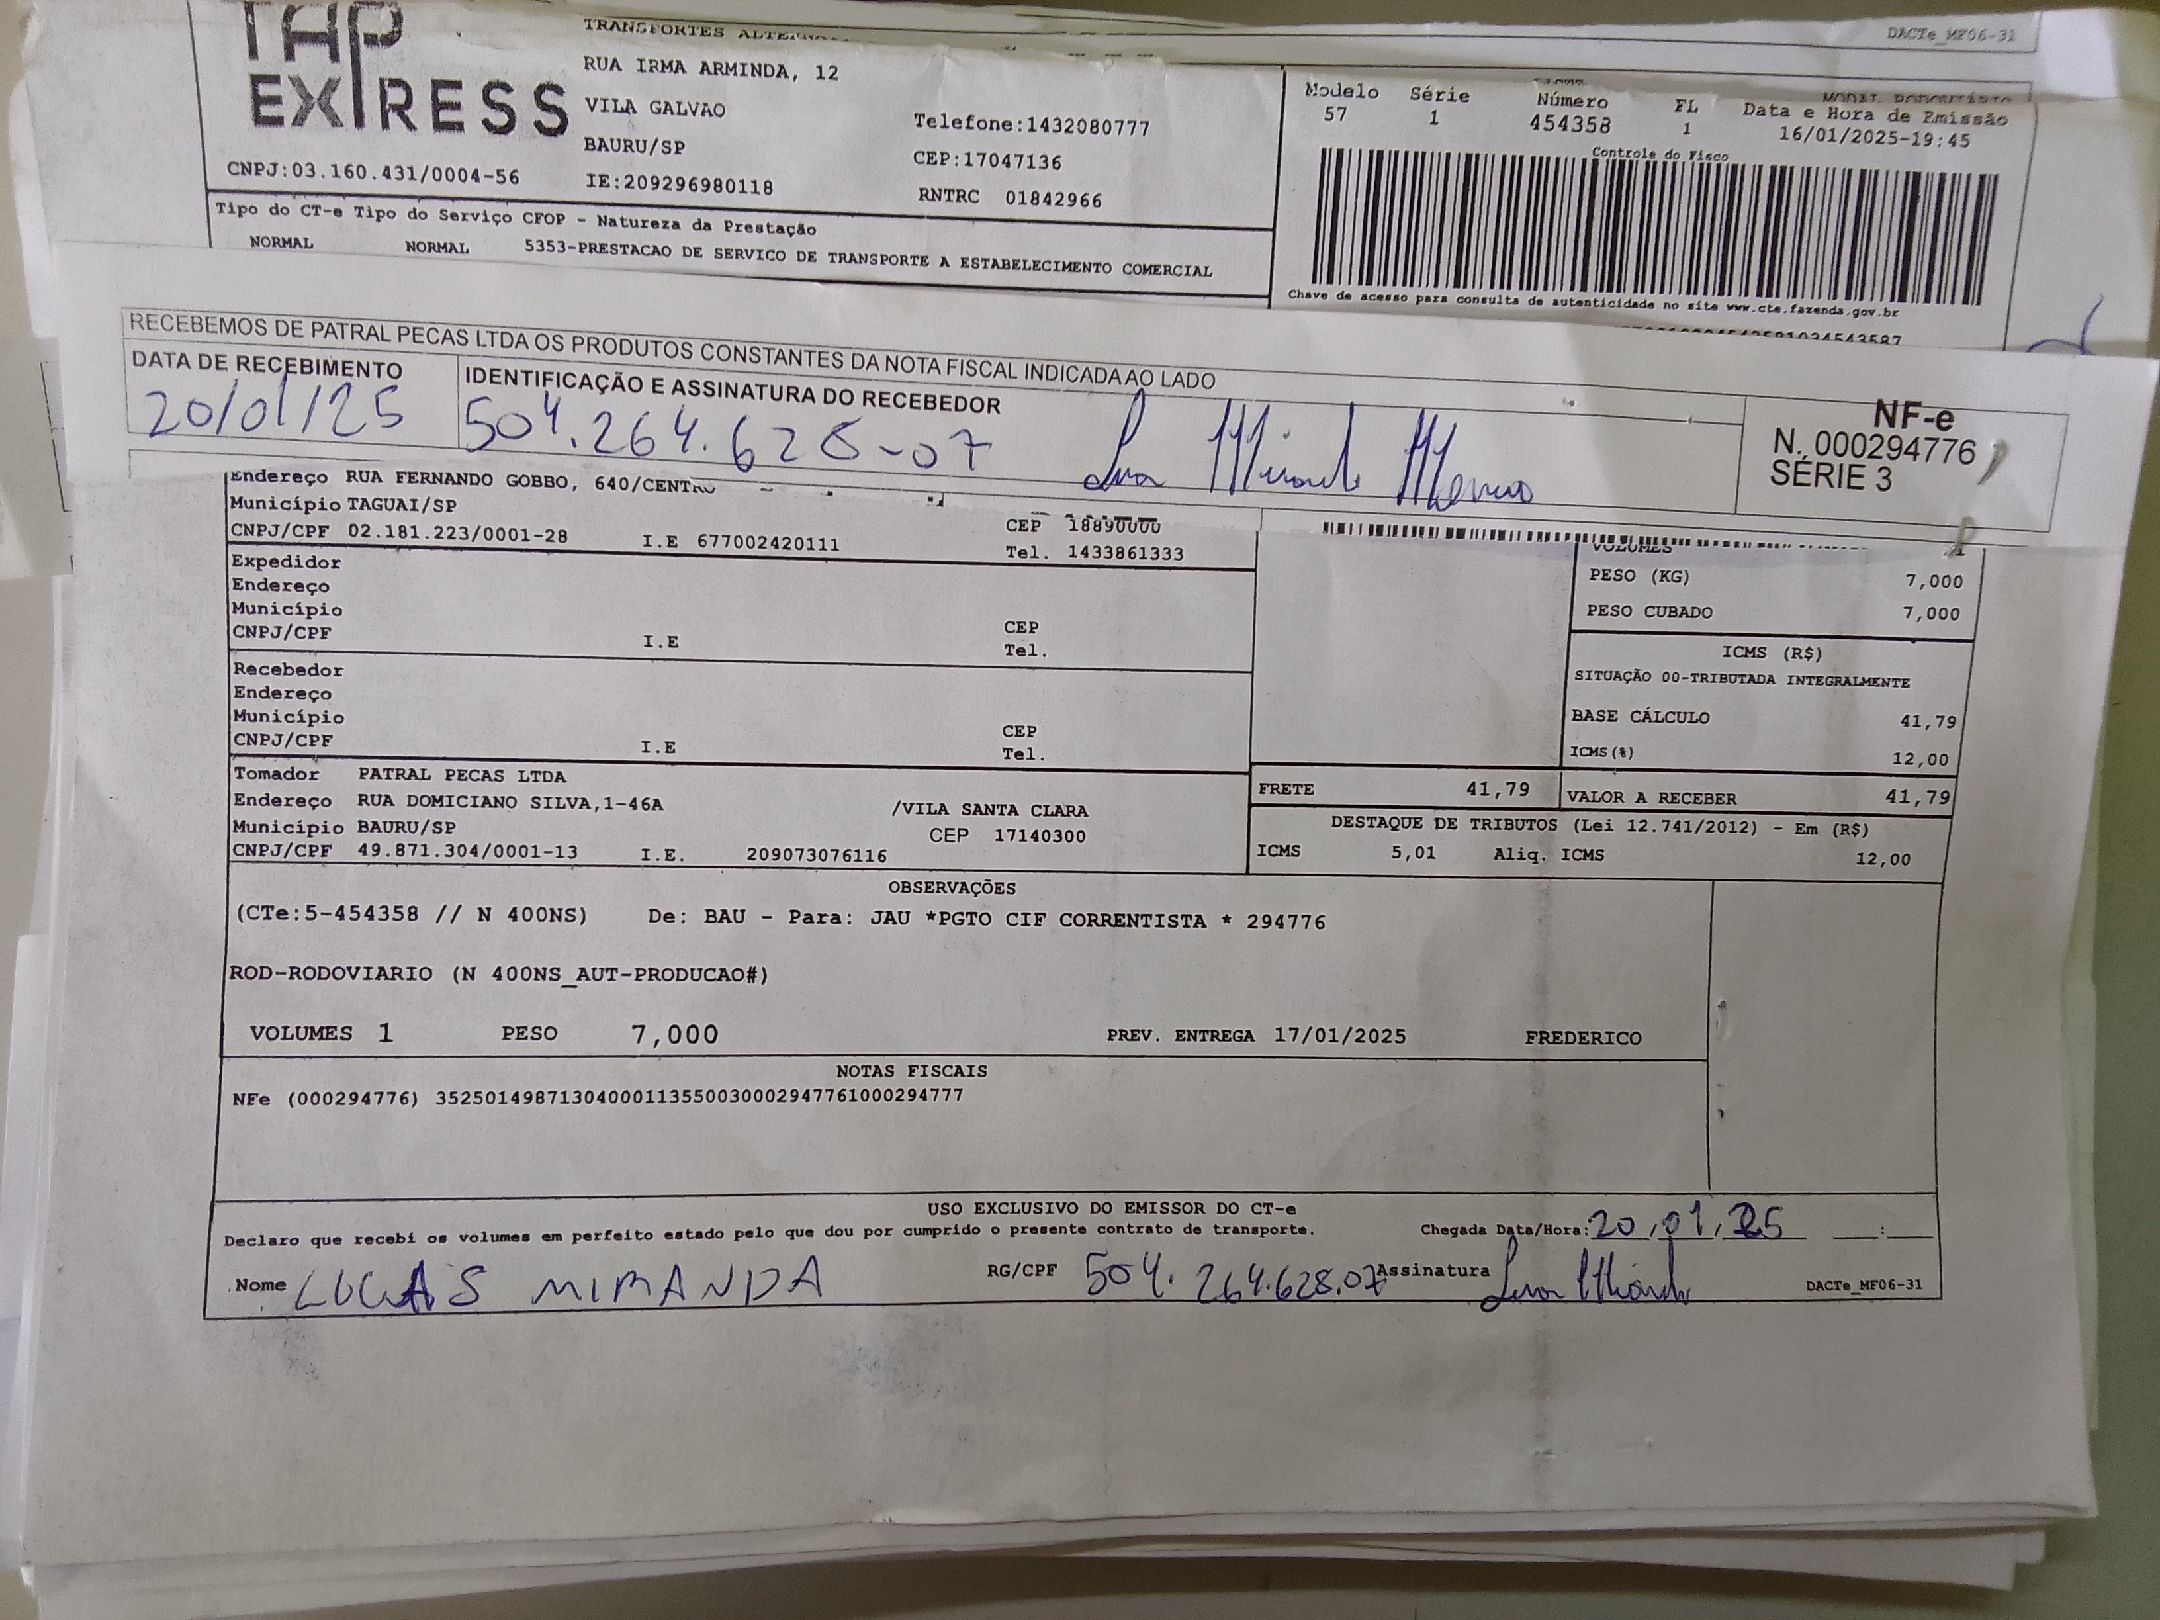 TAP
EXPRESS
TRANSPORTES
RUA IRMA ARMINDA, 12
VILA GALVAO
BAURU/SP
IE:209296980118
Telefone:1432080777
CEP:17047136
RNTRC 01842966
CNPJ:03.160.431/0004-56
DACTe_MF06-31
Modelo Série Número FL Data e Hora de Emissão
57 1 454358 1 16/01/2025-19:45
Controle do Fisco
Tipo do CT-e Tipo do Serviço CFOP - Natureza da Prestação
NORMAL NORMAL 5353-PRESTACAO DE SERVICO DE TRANSPORTE A ESTABELECIMENTO COMERCIAL
Chave de acesso para consulta de autenticidade no site www.cte.fazenda.gov.br
RECEBEMOS DE PATRAL PECAS LTDA OS PRODUTOS CONSTANTES DA NOTA FISCAL INDICADA AO LADO
DATA DE RECEBIMENTO IDENTIFICAÇÃO E ASSINATURA DO RECEBEDOR
20/01/25 504.264.628-07
NF-e
N. 000294776
SÉRIE 3
Endereço RUA FERNANDO GOBBO, 640/CENTRO
Município TAGUAI/SP CEP 18890000
CNPJ/CPF 02.181.223/0001-28 I.E 677002420111 Tel. 1433861333
Expedidor
Endereço
Município CEP
CNPJ/CPF I.E Tel.
Recebedor
Endereço
Município CEP
CNPJ/CPF I.E Tel.
Tomador PATRAL PECAS LTDA
Endereço RUA DOMICIANO SILVA,1-46A /VILA SANTA CLARA
Município BAURU/SP CEP 17140300
CNPJ/CPF 49.871.304/0001-13 I.E. 209073076116
VOLUMES 1
PESO (KG) 7,000
PESO CUBADO 7,000
ICMS (R$)
SITUAÇÃO 00-TRIBUTADA INTEGRALMENTE
BASE CÁLCULO 41,79
ICMS(%) 12,00
FRETE 41,79 VALOR A RECEBER 41,79
DESTAQUE DE TRIBUTOS (Lei 12.741/2012) - Em (R$)
ICMS 5,01 Aliq. ICMS 12,00
OBSERVAÇÕES
(CTe:5-454358 // N 400NS) De: BAU - Para: JAU *PGTO CIF CORRENTISTA * 294776
ROD-RODOVIARIO (N 400NS_AUT-PRODUCAO#)
VOLUMES 1 PESO 7,000 PREV. ENTREGA 17/01/2025 FREDERICO
NOTAS FISCAIS
NFe (000294776) 35250149871304000113550030002947761000294777
USO EXCLUSIVO DO EMISSOR DO CT-e
Declaro que recebi os volumes em perfeito estado pelo que dou por cumprido o presente contrato de transporte. Chegada Data/Hora: 20,01,25 :
Nome LUCAS MIRANDA RG/CPF 504.264.628.07 Assinatura DACTe_MF06-31